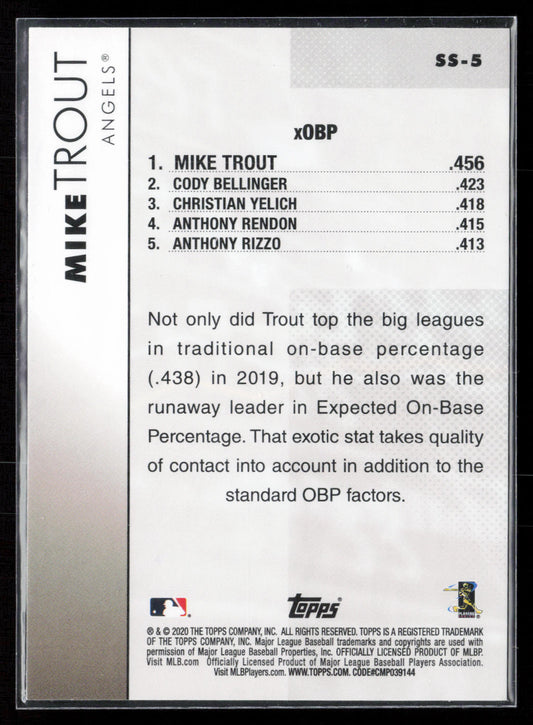 SS-5
MIKE TROUT
ANGELS®
xOBP
1. MIKE TROUT .456
2. CODY BELLINGER .423
3. CHRISTIAN YELICH .418
4. ANTHONY RENDON .415
5. ANTHONY RIZZO .413
Not only did Trout top the big leagues
in traditional on-base percentage
(.438) in 2019, but he also was the
runaway leader in Expected On-Base
Percentage. That exotic stat takes quality
of contact into account in addition to the
standard OBP factors.
Topps®
® & © 2020 THE TOPPS COMPANY, INC. ALL RIGHTS RESERVED. TOPPS IS A REGISTERED TRADEMARK
OF THE TOPPS COMPANY, INC. Major League Baseball trademarks and copyrights are used with
permission of Major League Baseball Properties, Inc. OFFICIALLY LICENSED PRODUCT OF MLBP.
Visit MLB.com Officially Licensed Product of Major League Baseball Players Association.
Visit MLBPlayers.com. WWW.TOPPS.COM. CODE#CMP039144